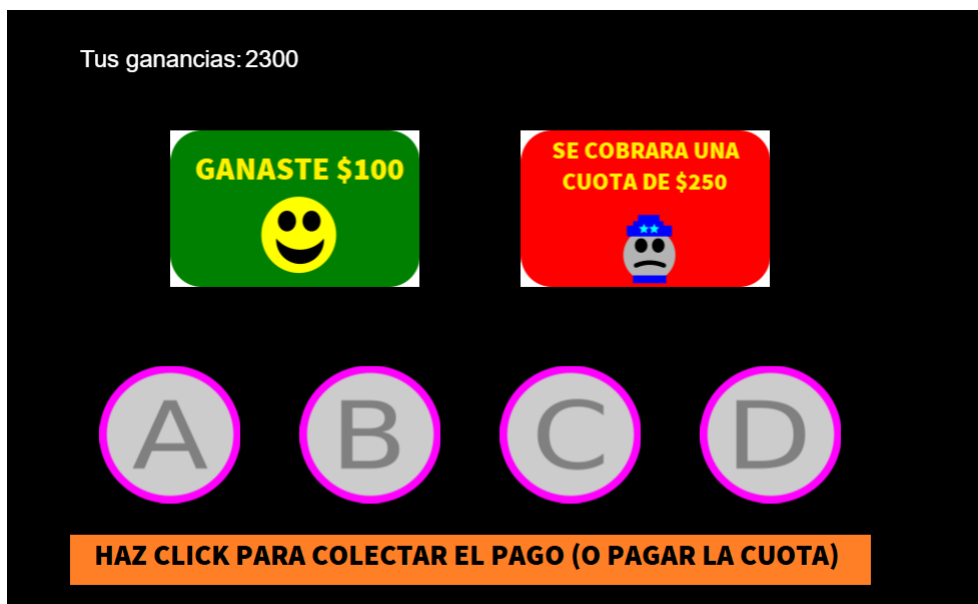 Tus ganancias: 2300
GANASTE $100
SE COBRARA UNA
CUOTA DE $250
A B C D
HAZ CLICK PARA COLECTAR EL PAGO (O PAGAR LA CUOTA)